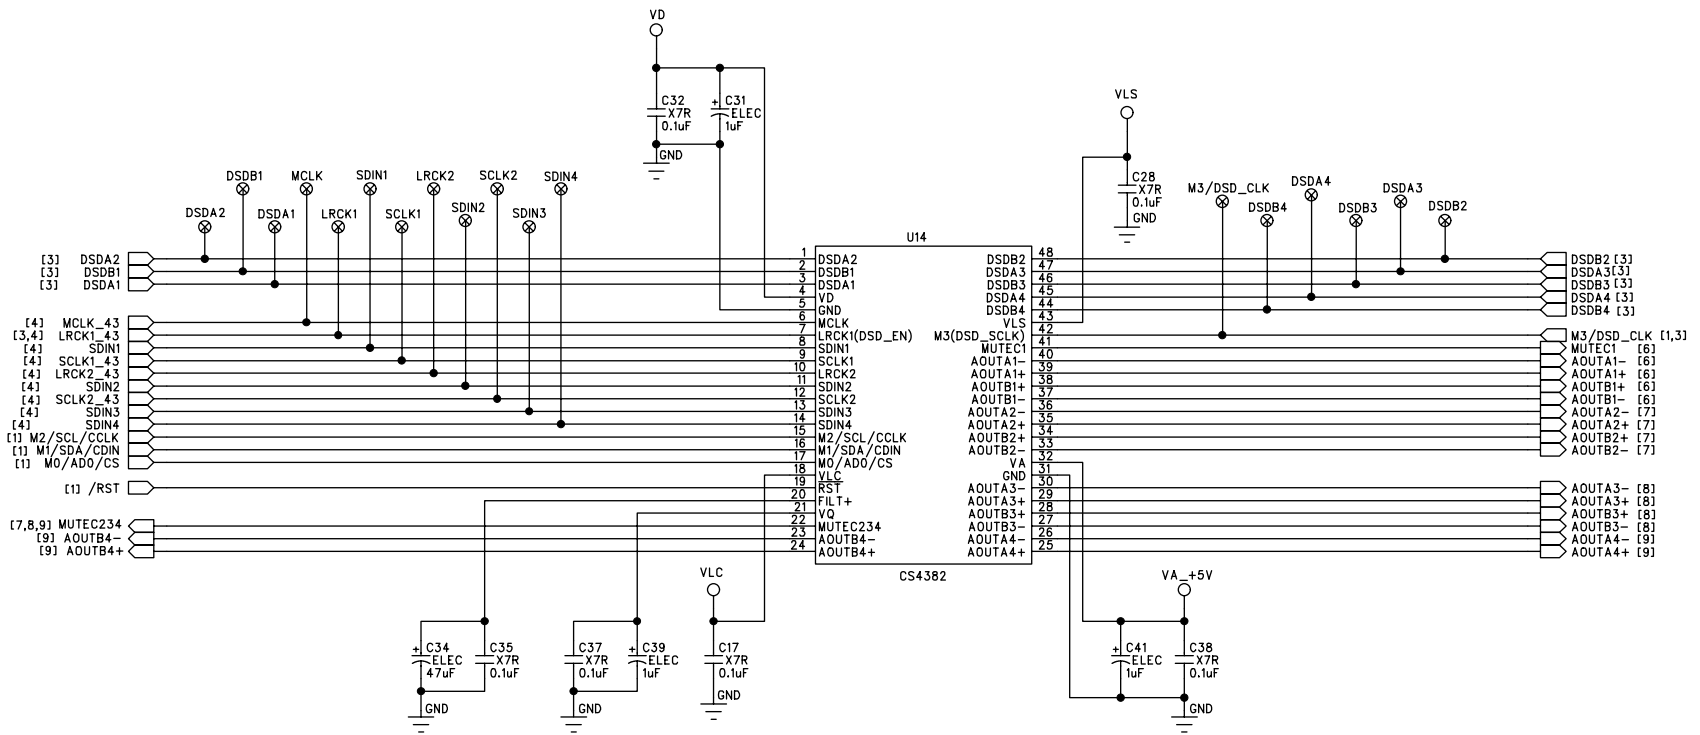 VD
C32
X7R
0.1uF
C31
+
ELEC
1uF
GND
VLS
C28
X7R
0.1uF
GND
DSDB1
MCLK
SDIN1
LRCK2
SCLK2
SDIN4
DSDA2
DSDA1
LRCK1
SCLK1
SDIN2
SDIN3
M3/DSD_CLK
DSDA4
DSDA3
DSDB4
DSDB3
DSDB2
U14
[3] DSDA2
[3] DSDB1
[3] DSDA1
[4] MCLK_43
[3,4] LRCK1_43
[4] SDIN1
[4] SCLK1_43
[4] LRCK2_43
[4] SDIN2
[4] SCLK2_43
[4] SDIN3
[4] SDIN4
[1] M2/SCL/CCLK
[1] M1/SDA/CDIN
[1] M0/AD0/CS
[1] /RST
[7,8,9] MUTEC234
[9] AOUTB4-
[9] AOUTB4+
1 DSDA2
2 DSDB1
3 DSDA1
4 VD
5 GND
6 MCLK
7 LRCK1(DSD_EN)
8 SDIN1
9 SCLK1
10 LRCK2
11 SDIN2
12 SCLK2
13 SDIN3
14 SDIN4
15 M2/SCL/CCLK
16 M1/SDA/CDIN
17 M0/AD0/CS
18 VLC
19 RST
20 FILT+
21 VQ
22 MUTEC234
23 AOUTB4-
24 AOUTB4+
DSDB2 48
DSDA3 47
DSDB3 46
DSDA4 45
DSDB4 44
VLS 43
M3(DSD_SCLK) 42
MUTEC1 41
AOUTA1- 40
AOUTA1+ 39
AOUTB1+ 38
AOUTB1- 37
AOUTA2- 36
AOUTA2+ 35
AOUTB2+ 34
AOUTB2- 33
VA 32
GND 31
AOUTA3- 30
AOUTA3+ 29
AOUTB3+ 28
AOUTB3- 27
AOUTA4- 26
AOUTA4+ 25
DSDB2 [3]
DSDA3 [3]
DSDB3 [3]
DSDA4 [3]
DSDB4 [3]
M3/DSD_CLK [1,3]
MUTEC1 [6]
AOUTA1- [6]
AOUTA1+ [6]
AOUTB1+ [6]
AOUTB1- [6]
AOUTA2- [7]
AOUTA2+ [7]
AOUTB2+ [7]
AOUTB2- [7]
AOUTA3- [8]
AOUTA3+ [8]
AOUTB3+ [8]
AOUTB3- [8]
AOUTA4- [9]
AOUTA4+ [9]
CS4382
VLC
VA_+5V
+
C34
ELEC
47uF
C35
X7R
0.1uF
GND
C37
X7R
0.1uF
+
C39
ELEC
1uF
GND
C17
X7R
0.1uF
GND
+
C41
ELEC
1uF
C38
X7R
0.1uF
GND